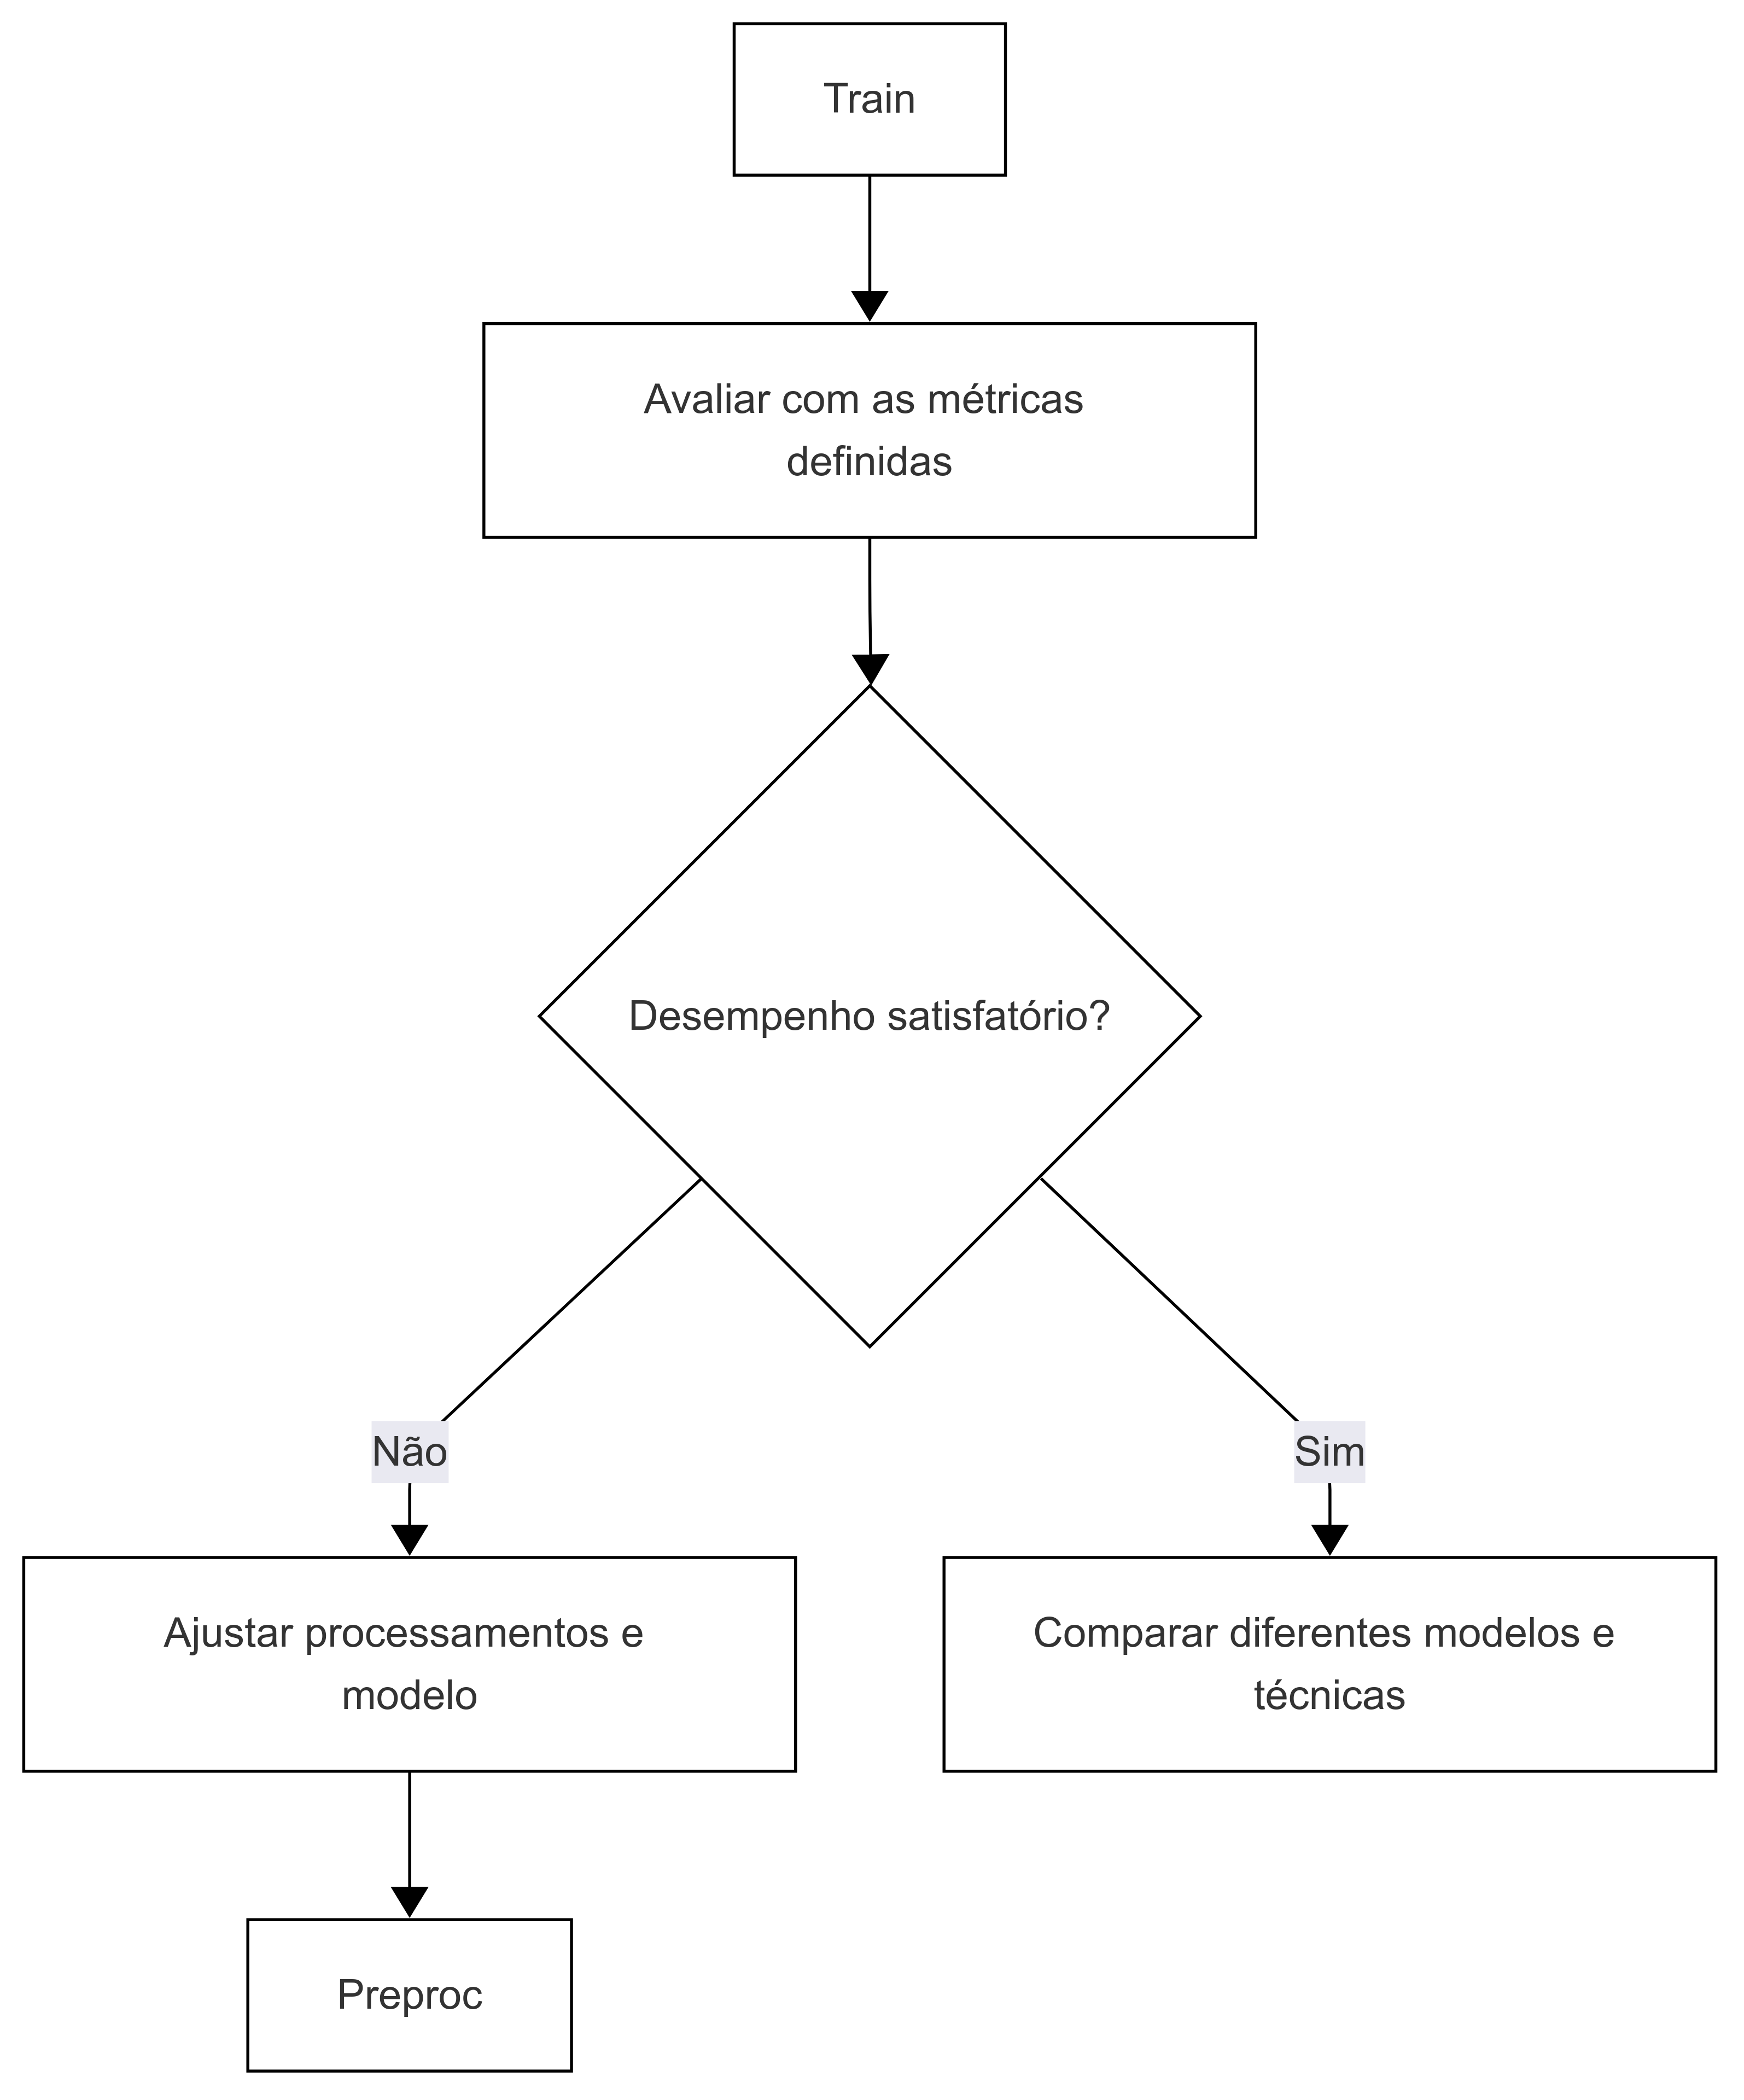 Train
Avaliar com as métricas
definidas
Desempenho satisfatório?
Não
Sim
Ajustar processamentos e
modelo
Comparar diferentes modelos e
técnicas
Preproc